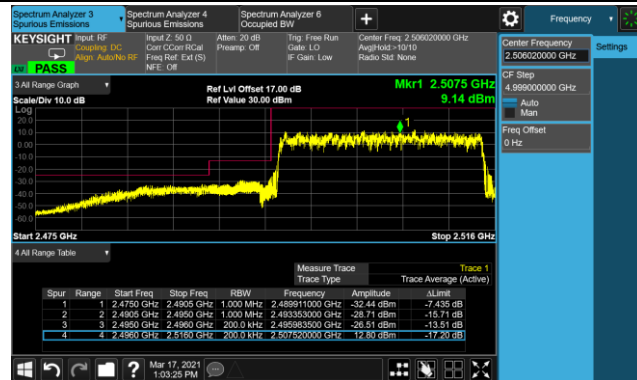 Spectrum Analyzer 3
Spurious Emissions
Spectrum Analyzer 4
Spurious Emissions
Spectrum Analyzer 6
Occupied BW
Frequency
KEYSIGHT
Input: RF
Coupling: DC
Align: Auto/No RF
Input Z: 50 Ω
Corr CCorr RCal
Freq Ref: Ext (S)
NFE: Off
Atten: 20 dB
Preamp: Off
Trig: Free Run
Gate: LO
IF Gain: Low
Center Freq: 2.506020000 GHz
Avg|Hold:>10/10
Radio Std: None
PASS
Center Frequency
2.506020000 GHz
Settings
CF Step
4.999000000 GHz
Auto
Man
Freq Offset
0 Hz
3 All Range Graph
Scale/Div 10.0 dB
Ref Lvl Offset 17.00 dB
Ref Value 30.00 dBm
Mkr1 2.5075 GHz
9.14 dBm
Log
20.0
10.0
0.00
-10.0
-20.0
-30.0
-40.0
-50.0
-60.0
1
Start 2.475 GHz
Stop 2.516 GHz
4 All Range Table
Measure Trace Trace 1
Trace Type Trace Average (Active)
Spur Range Start Freq Stop Freq RBW Frequency Amplitude ΔLimit
1 1 2.4750 GHz 2.4905 GHz 1.000 MHz 2.489911000 GHz -32.44 dBm -7.435 dB
2 2 2.4905 GHz 2.4950 GHz 1.000 MHz 2.493353000 GHz -28.71 dBm -15.71 dB
3 3 2.4950 GHz 2.4960 GHz 200.0 kHz 2.495983500 GHz -26.51 dBm -13.51 dB
4 4 2.4960 GHz 2.5160 GHz 200.0 kHz 2.507520000 GHz 12.80 dBm -17.20 dB
Mar 17, 2021
1:03:25 PM